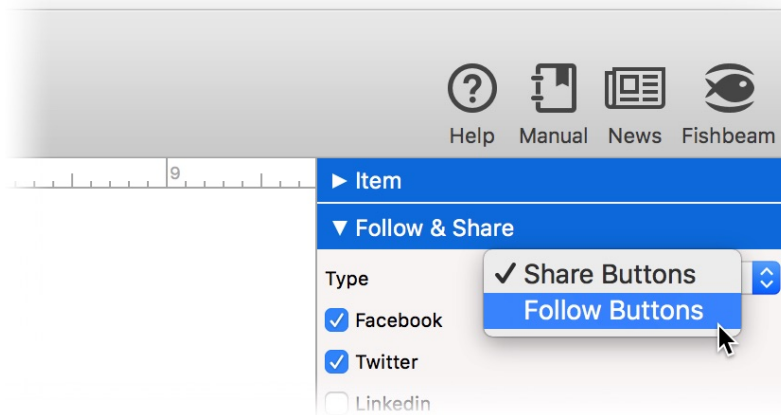 Help Manual News Fishbeam
9
▶ Item
▼ Follow & Share
Type
✓ Share Buttons
Follow Buttons
Facebook
Twitter
Linkedin